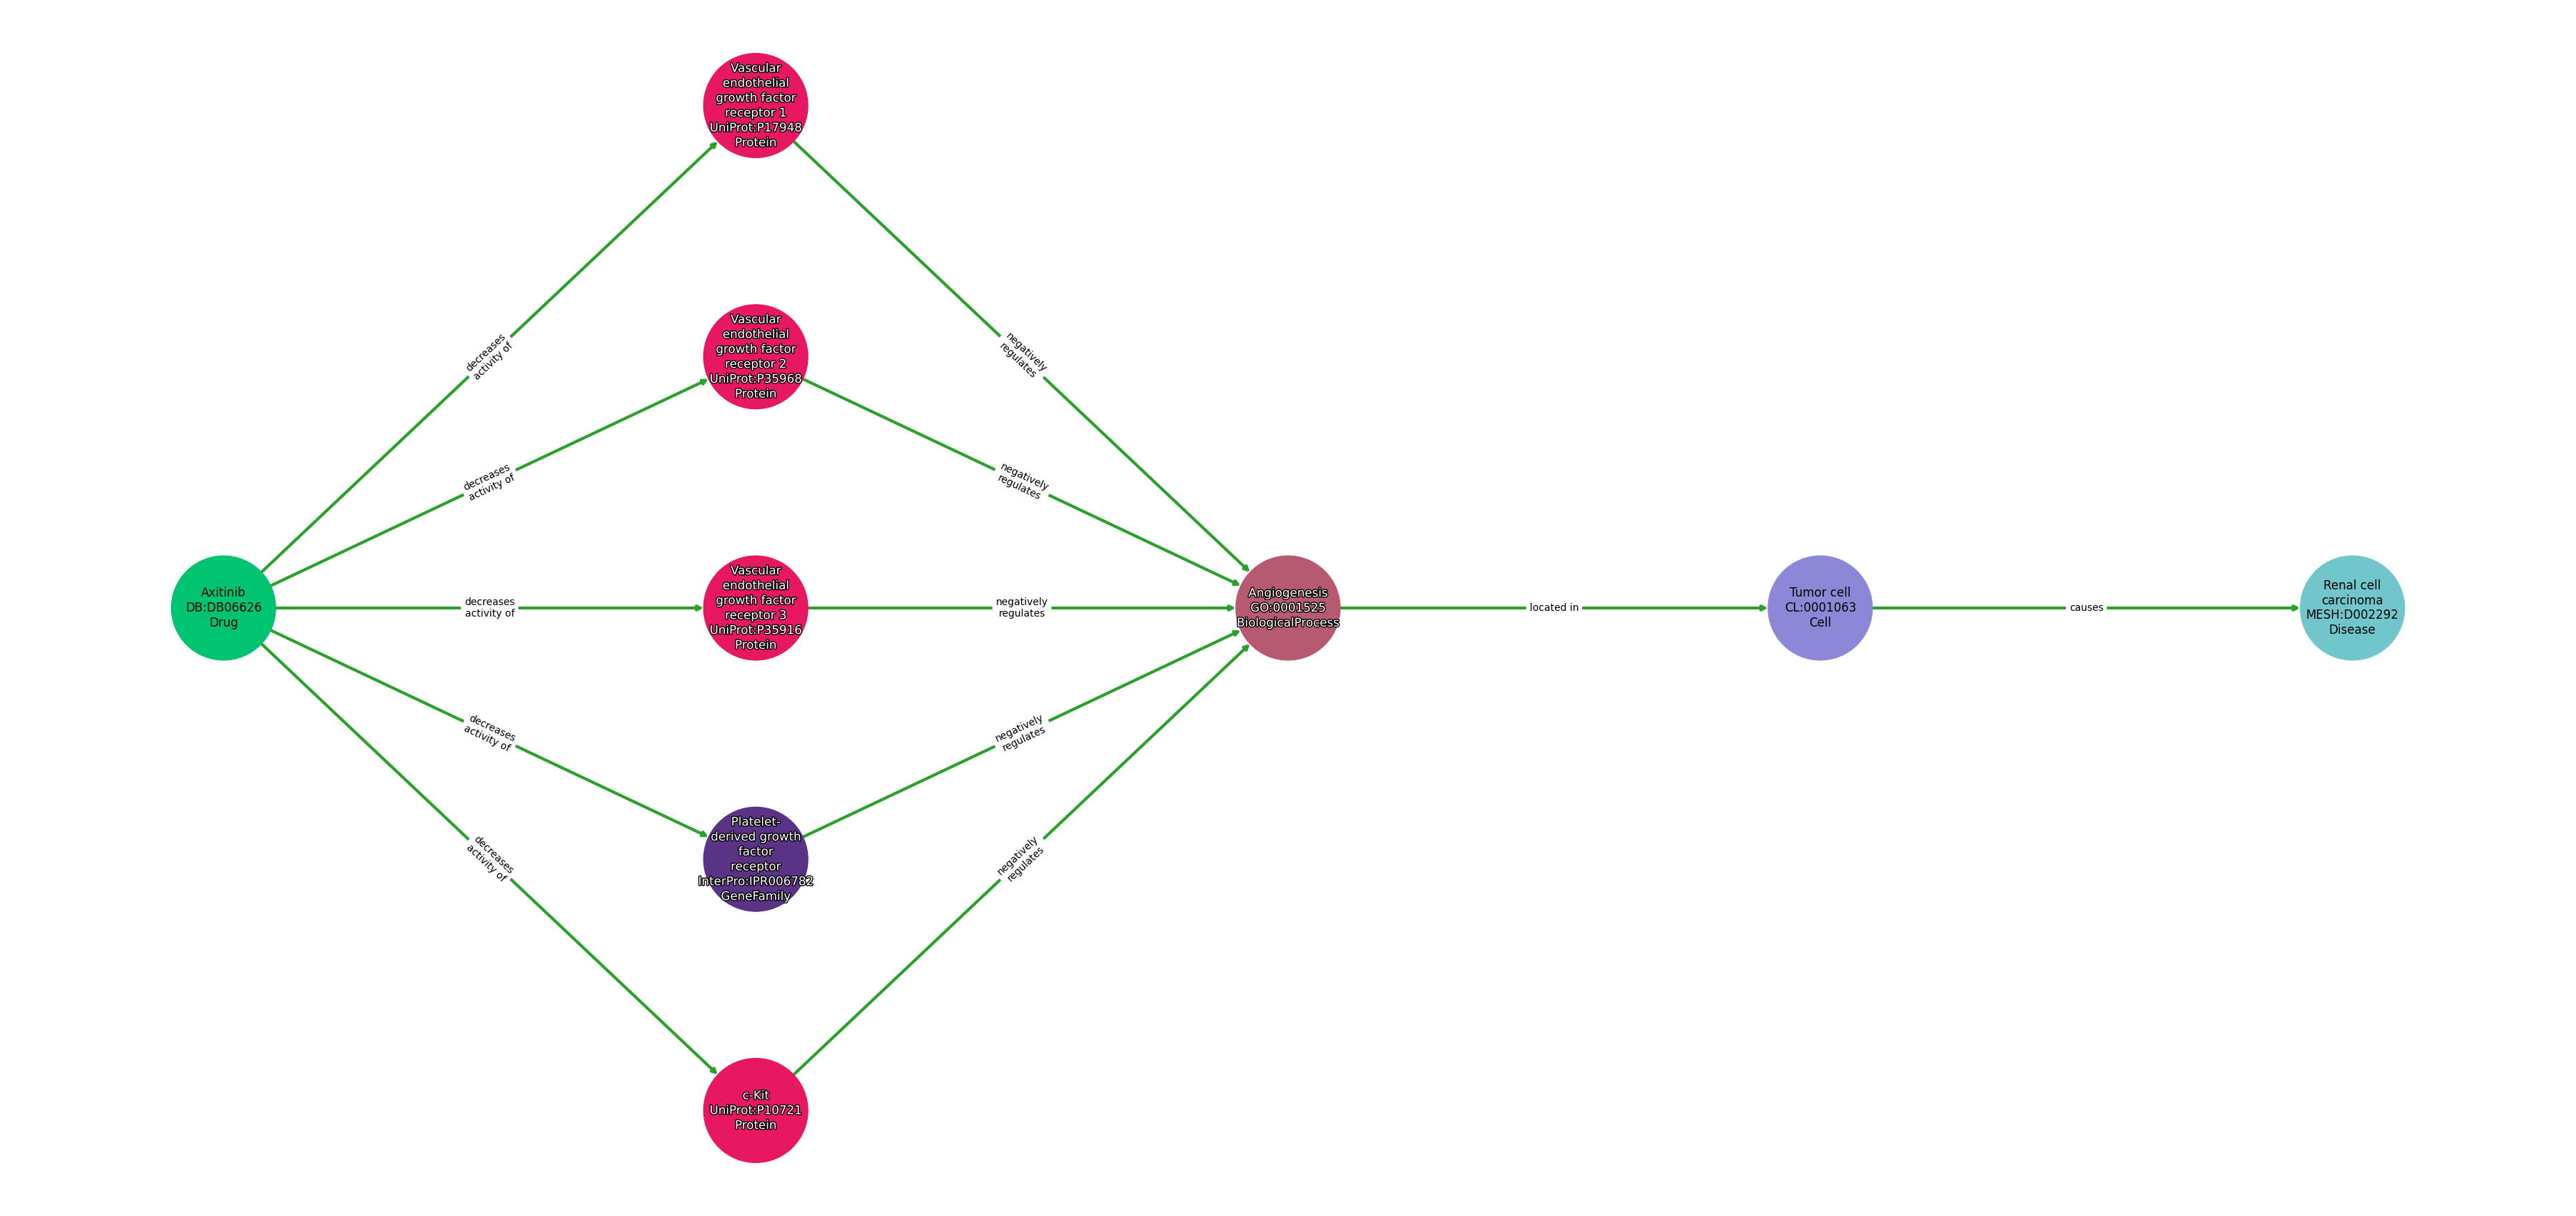 Vascular
endothelial
growth factor
receptor 1
UniProt:P17948
Protein
decreases
activity of
negatively
regulates
Vascular
endothelial
growth factor
receptor 2
UniProt:P35968
Protein
decreases
activity of
negatively
regulates
Axitinib
DB:DB06626
Drug
decreases
activity of
Vascular
endothelial
growth factor
receptor 3
UniProt:P35916
Protein
negatively
regulates
Angiogenesis
GO:0001525
BiologicalProcess
located in
Tumor cell
CL:0001063
Cell
causes
Renal cell
carcinoma
MESH:D002292
Disease
decreases
activity of
negatively
regulates
Platelet-
derived growth
factor
receptor
InterPro:IPR006782
GeneFamily
decreases
activity of
negatively
regulates
c-Kit
UniProt:P10721
Protein